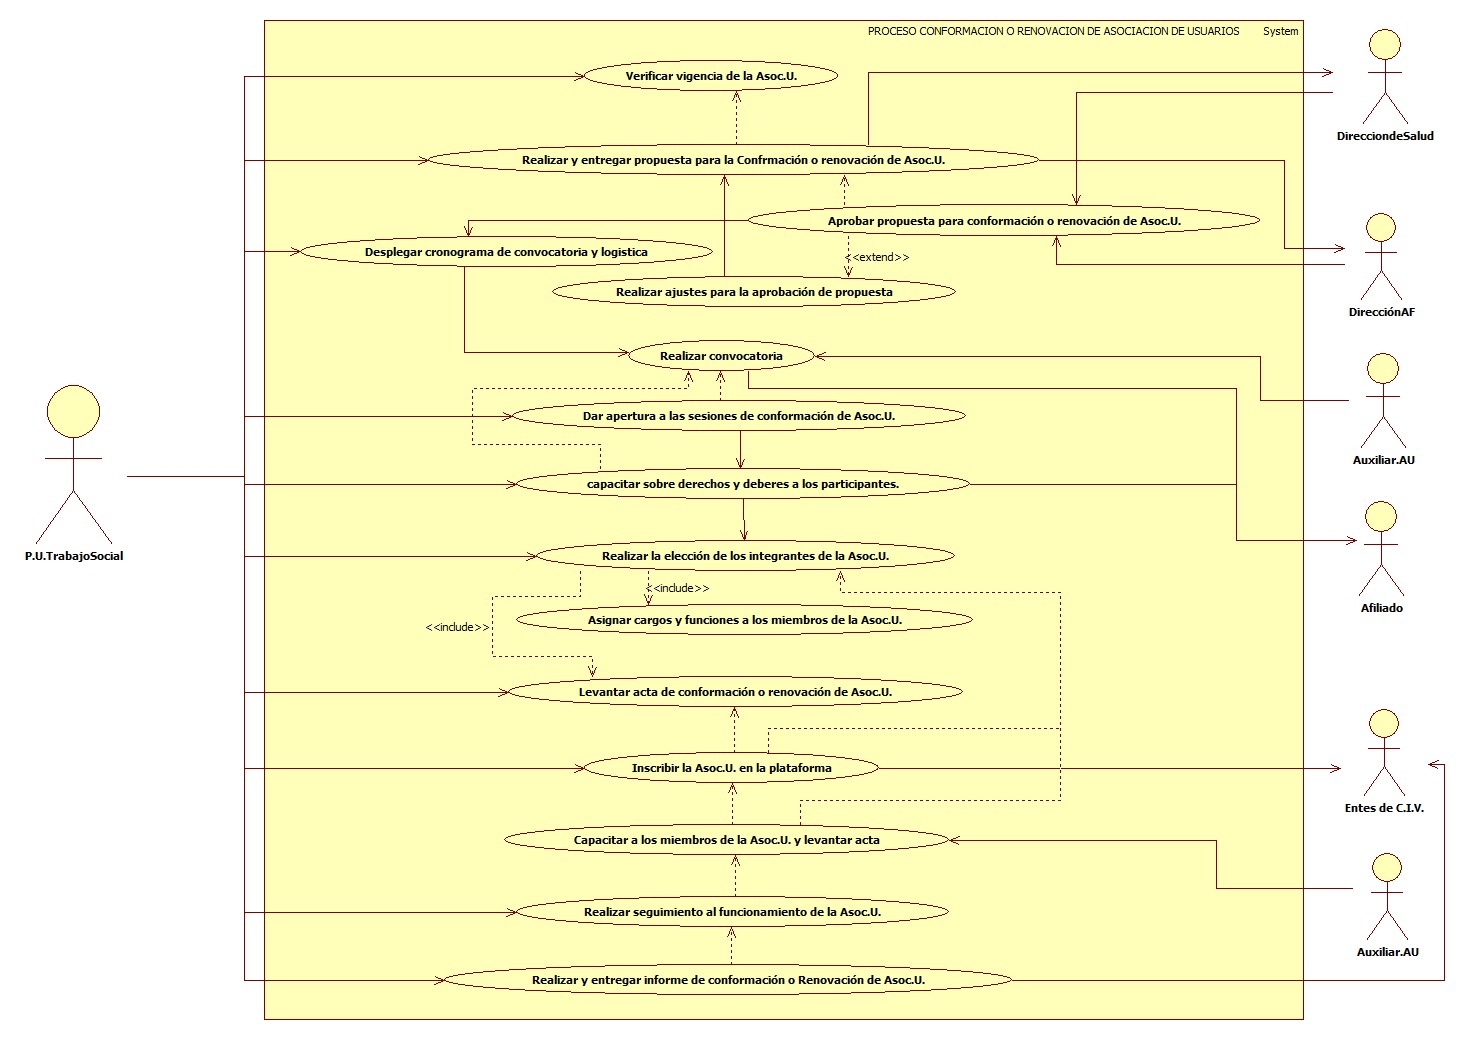 PROCESO CONFORMACION O RENOVACION DE ASOCIACION DE USUARIOS System
Verificar vigencia de la Asoc.U.
DirecciondeSalud
Realizar y entregar propuesta para la Confrmación o renovación de Asoc.U.
Aprobar propuesta para conformación o renovación de Asoc.U.
Desplegar cronograma de convocatoria y logistica
<<extend>>
Realizar ajustes para la aprobación de propuesta
DirecciónAF
Realizar convocatoria
Dar apertura a las sesiones de conformación de Asoc.U.
Auxiliar.AU
capacitar sobre derechos y deberes a los participantes.
P.U.TrabajoSocial
Realizar la elección de los integrantes de la Asoc.U.
<<include>>
Afiliado
Asignar cargos y funciones a los miembros de la Asoc.U.
<<include>>
Levantar acta de conformación o renovación de Asoc.U.
Inscribir la Asoc.U. en la plataforma
Entes de C.I.V.
Capacitar a los miembros de la Asoc.U. y levantar acta
Realizar seguimiento al funcionamiento de la Asoc.U.
Auxiliar.AU
Realizar y entregar informe de conformación o Renovación de Asoc.U.